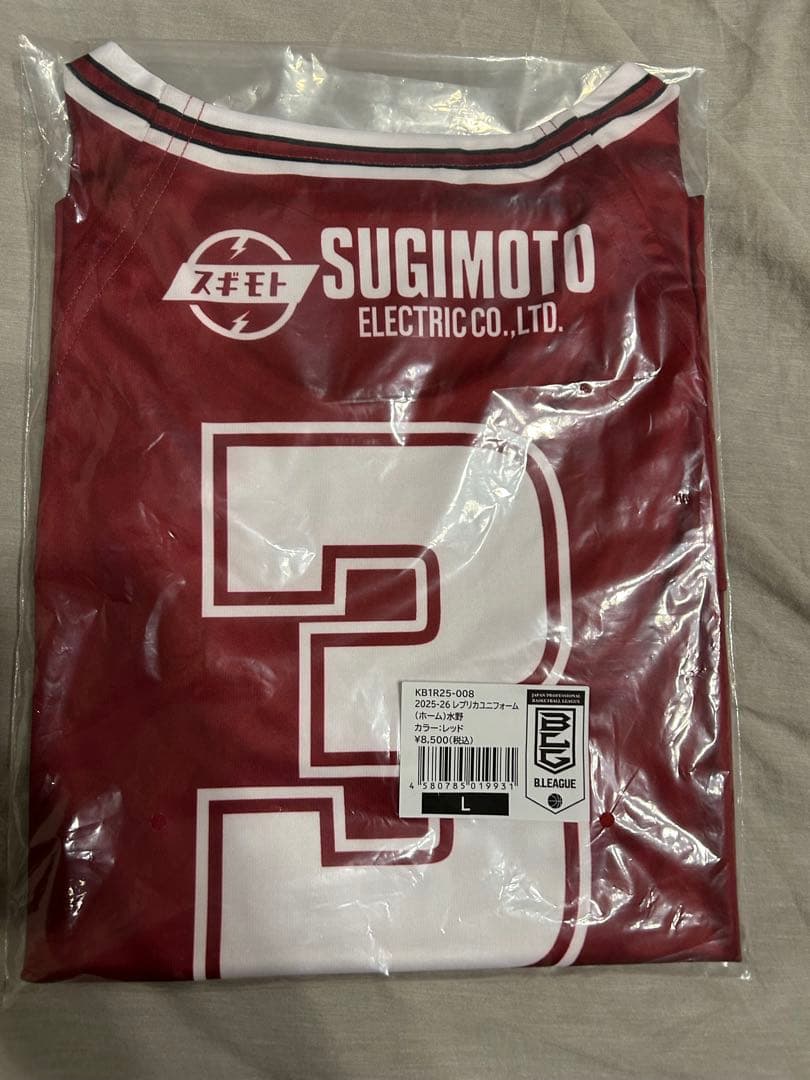 スギモト
SUGIMOTO
ELECTRIC CO.,LTD.
3
KB1R25-008
2025-26 レプリカユニフォーム
(ホーム)水野
カラー:レッド
¥8,500(税込)
4 580785 019931
L
JAPAN PROFESSIONAL
BASKETBALL LEAGUE
BLG
B.LEAGUE